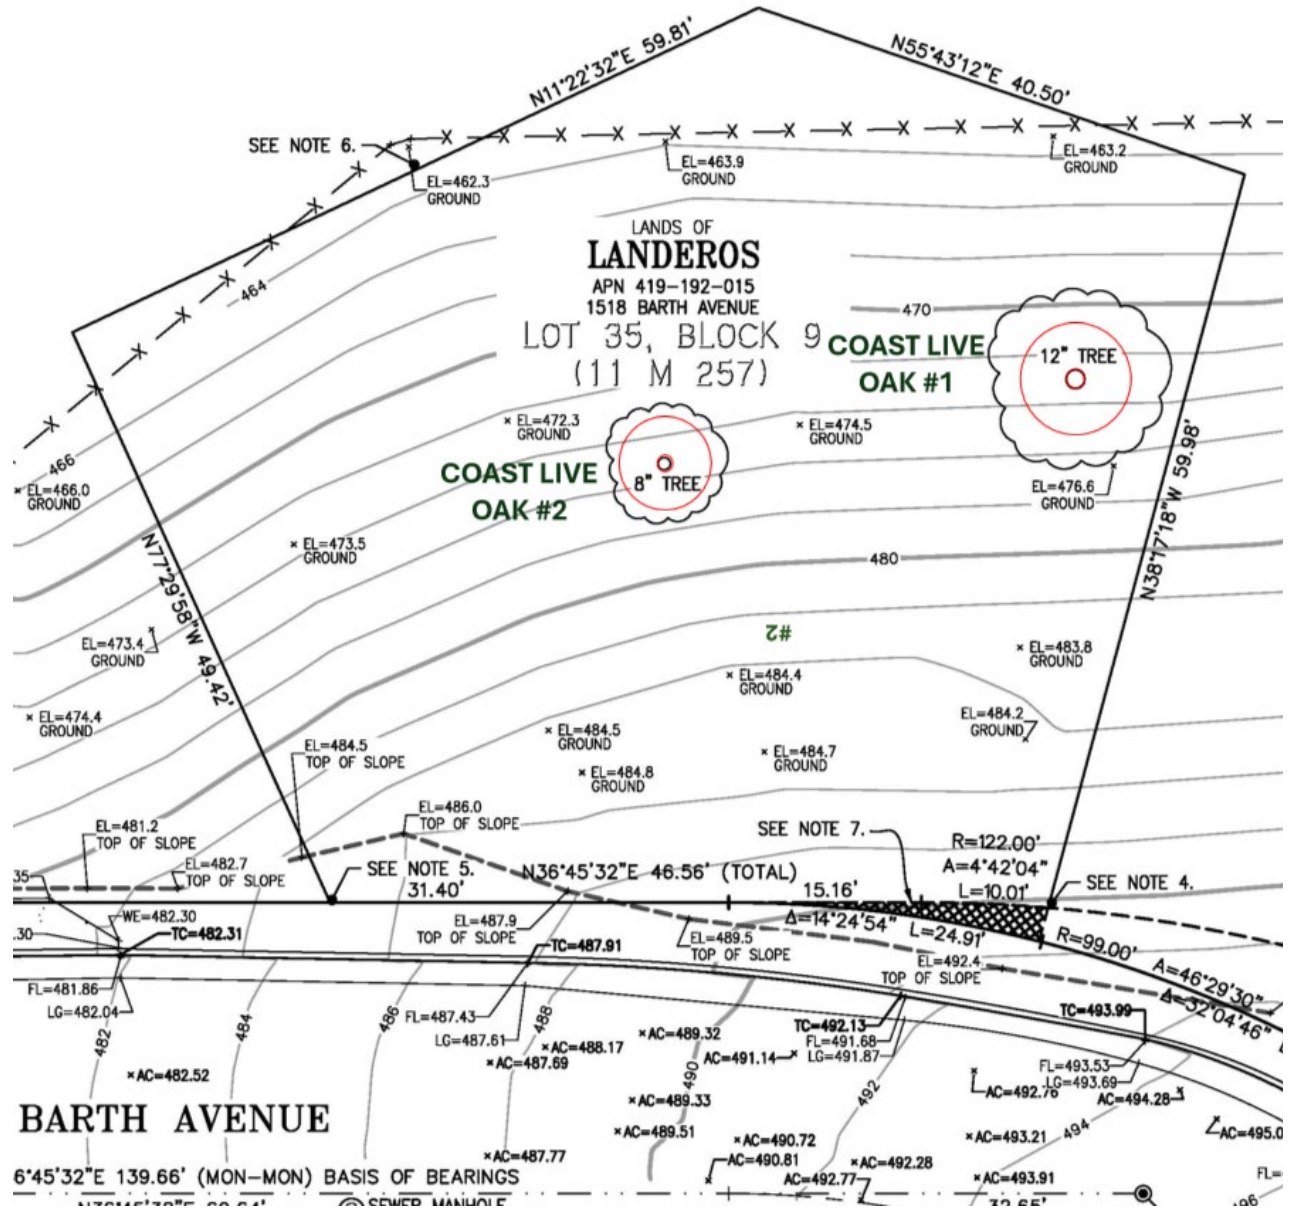 N11°22'32"E 59.81'
N55°43'12"E 40.50'
SEE NOTE 6.
EL=462.3
GROUND
EL=463.9
GROUND
EL=463.2
GROUND
LANDS OF
LANDEROS
APN 419-192-015
1518 BARTH AVENUE
LOT 35, BLOCK 9
(11 M 257)
464
470
COAST LIVE
OAK #1
12" TREE
EL=472.3
GROUND
EL=474.5
GROUND
466
EL=466.0
GROUND
COAST LIVE
OAK #2
8" TREE
EL=476.6
GROUND
N38°17'18"W 59.98'
N77°29'58"W 49.42'
EL=473.5
GROUND
480
#2
EL=473.4
GROUND
EL=483.8
GROUND
EL=484.4
GROUND
EL=474.4
GROUND
EL=484.2
GROUND
EL=484.5
GROUND
EL=484.5
TOP OF SLOPE
EL=484.7
GROUND
EL=484.8
GROUND
EL=486.0
TOP OF SLOPE
EL=481.2
TOP OF SLOPE
SEE NOTE 7.
R=122.00'
Δ=4°42'04"
L=10.01'
EL=482.7
TOP OF SLOPE
SEE NOTE 5.
N36°45'32"E 46.56' (TOTAL)
31.40'
15.16'
SEE NOTE 4.
35
WE=482.30
.30
TC=482.31
EL=487.9
TOP OF SLOPE
TC=487.91
Δ=14°24'54"
L=24.91'
R=99.00'
EL=489.5
TOP OF SLOPE
EL=492.4
TOP OF SLOPE
A=46°29'30"
Δ=32°04'46"
FL=481.86
LG=482.04
482
484
486
488
FL=487.43
LG=487.61
TC=492.13
FL=491.68
LG=491.87
TC=493.99
FL=493.53
LG=493.69
AC=489.32
AC=488.17
AC=487.69
AC=491.14
490
492
AC=482.52
AC=492.76
AC=494.28
AC=489.33
AC=489.51
BARTH AVENUE
AC=490.72
AC=493.21
494
AC=495.0
AC=487.77
AC=490.81
AC=492.28
AC=492.77
AC=493.91
FL=
6°45'32"E 139.66' (MON-MON) BASIS OF BEARINGS
SEWER MANHOLE
32.65'
496